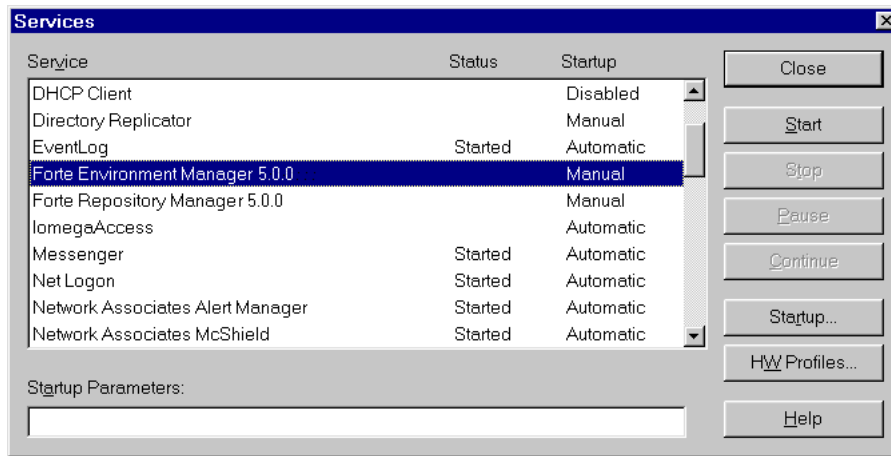 Services
Service Status Startup
DHCP Client Disabled
Directory Replicator Manual
EventLog Started Automatic
Forte Environment Manager 5.0.0 Manual
Forte Repository Manager 5.0.0 Manual
IomegaAccess Automatic
Messenger Started Automatic
Net Logon Started Automatic
Network Associates Alert Manager Started Automatic
Network Associates McShield Started Automatic
Startup Parameters:
Close
Start
Stop
Pause
Continue
Startup...
HW Profiles...
Help